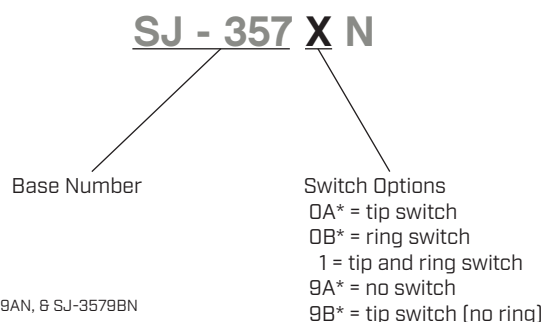 SJ - 357 X N
Base Number
Switch Options
0A* = tip switch
0B* = ring switch
1 = tip and ring switch
9A* = no switch
9B* = tip switch (no ring)
9AN, & SJ-3579BN